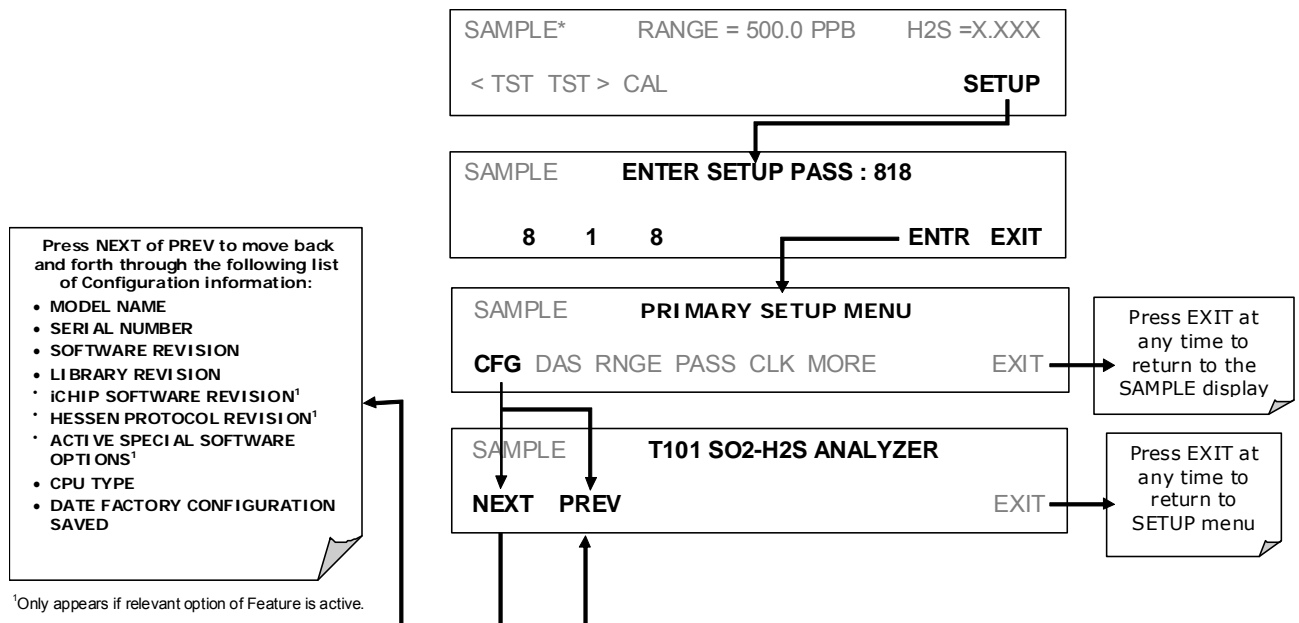 SAMPLE* RANGE = 500.0 PPB H2S =X.XXX
< TST TST > CAL SETUP
SAMPLE ENTER SETUP PASS : 818
8 1 8 ENTR EXIT
Press NEXT of PREV to move back
and forth through the following list
of Configuration information:
• MODEL NAME
• SERIAL NUMBER
• SOFTWARE REVISION
• LIBRARY REVISION
• iCHIP SOFTWARE REVISION¹
• HESSEN PROTOCOL REVISION¹
• ACTIVE SPECIAL SOFTWARE
OPTIONS¹
• CPU TYPE
• DATE FACTORY CONFIGURATION
SAVED
¹Only appears if relevant option of Feature is active.
SAMPLE PRIMARY SETUP MENU
CFG DAS RNGE PASS CLK MORE EXIT
Press EXIT at
any time to
return to the
SAMPLE display
SAMPLE T101 SO2-H2S ANALYZER
NEXT PREV EXIT
Press EXIT at
any time to
return to
SETUP menu